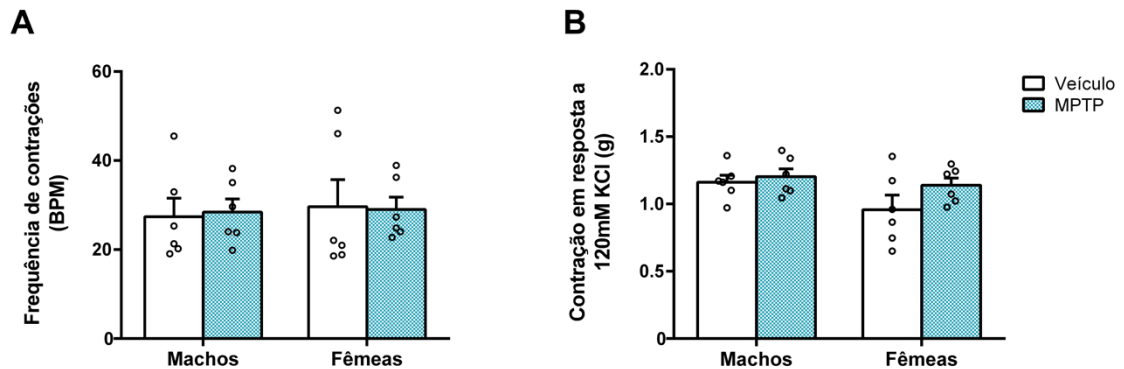 A
Frequência de contrações
(BPM)
60
40
20
0
Machos
Fêmeas
B
Contração em resposta a
120mM KCl (g)
2.0
1.5
1.0
0.5
0
Machos
Fêmeas
Veículo
MPTP